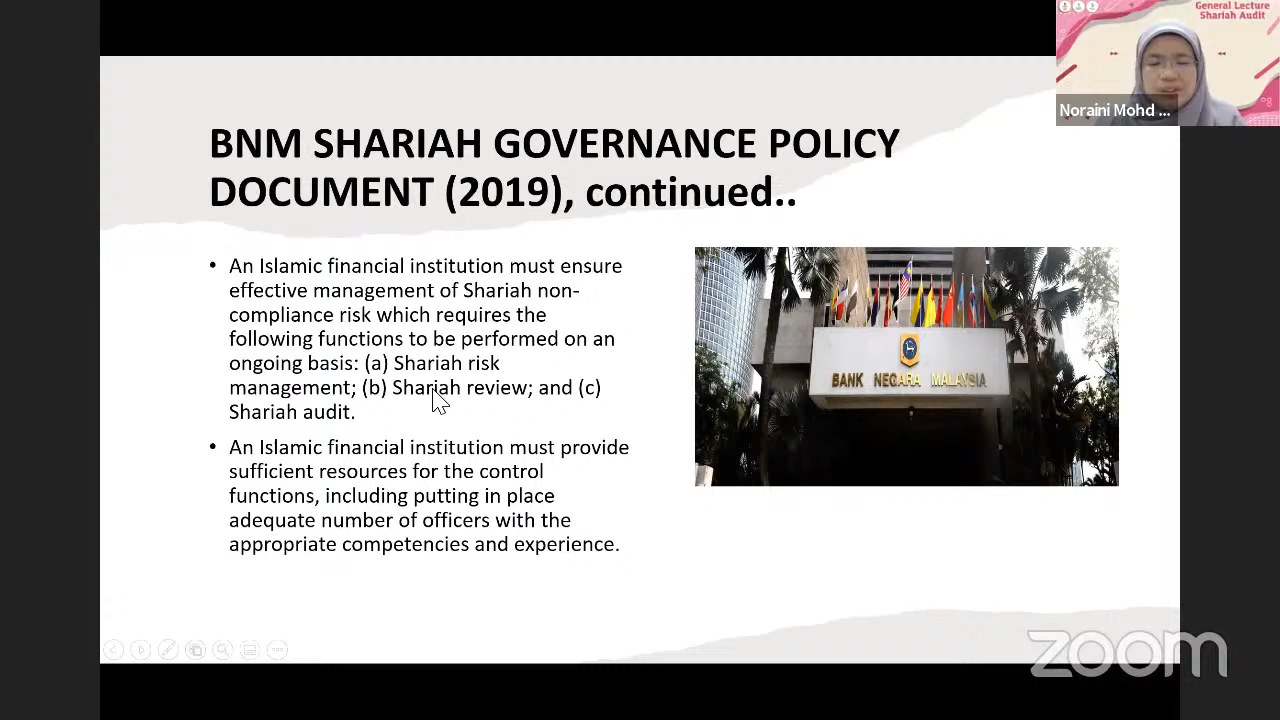 General Lecture
Shariah Audit
Noraini Mohd ...
BNM SHARIAH GOVERNANCE POLICY
DOCUMENT (2019), continued..
• An Islamic financial institution must ensure
effective management of Shariah non-
compliance risk which requires the
following functions to be performed on an
ongoing basis: (a) Shariah risk
management; (b) Shariah review; and (c)
Shariah audit.
• An Islamic financial institution must provide
sufficient resources for the control
functions, including putting in place
adequate number of officers with the
appropriate competencies and experience.
BANK NEGARA MALAYSIA
zoom